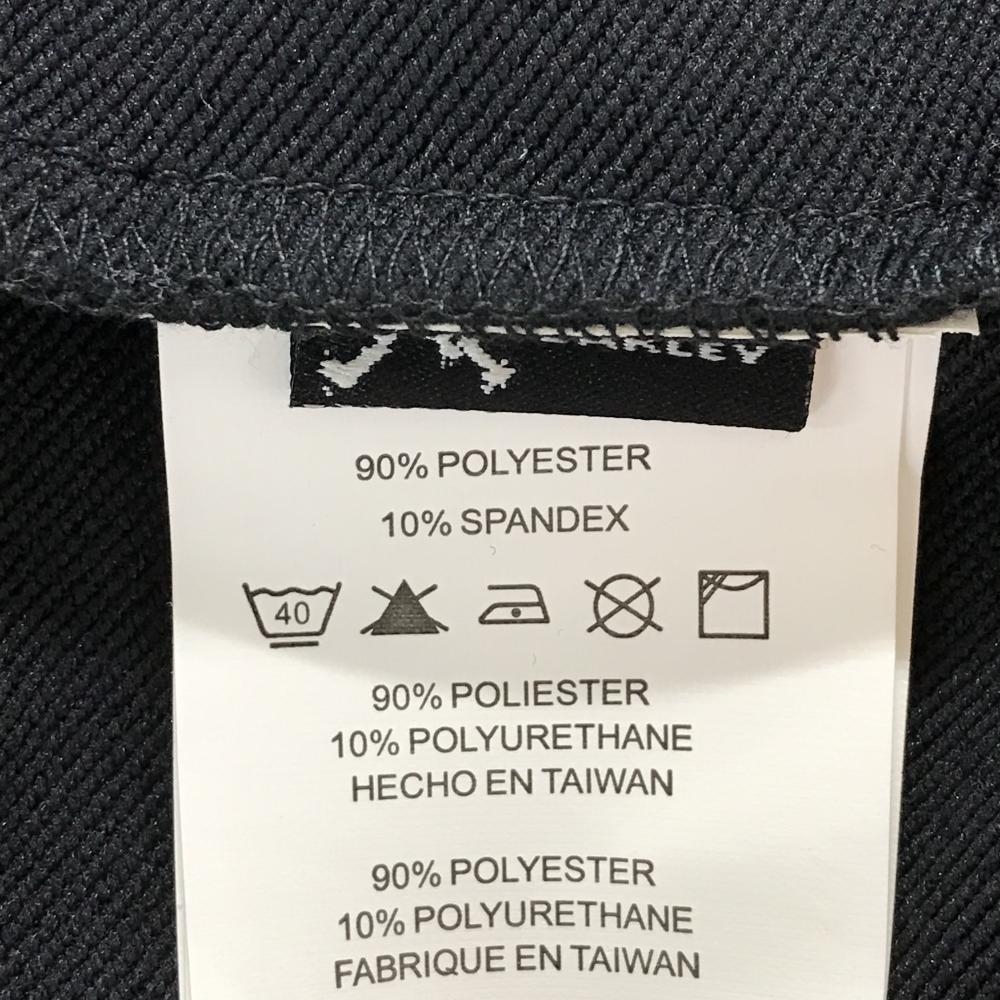 90% POLYESTER
10% SPANDEX
40
90% POLIESTER
10% POLYURETHANE
HECHO EN TAIWAN
90% POLYESTER
10% POLYURETHANE
FABRIQUE EN TAIWAN